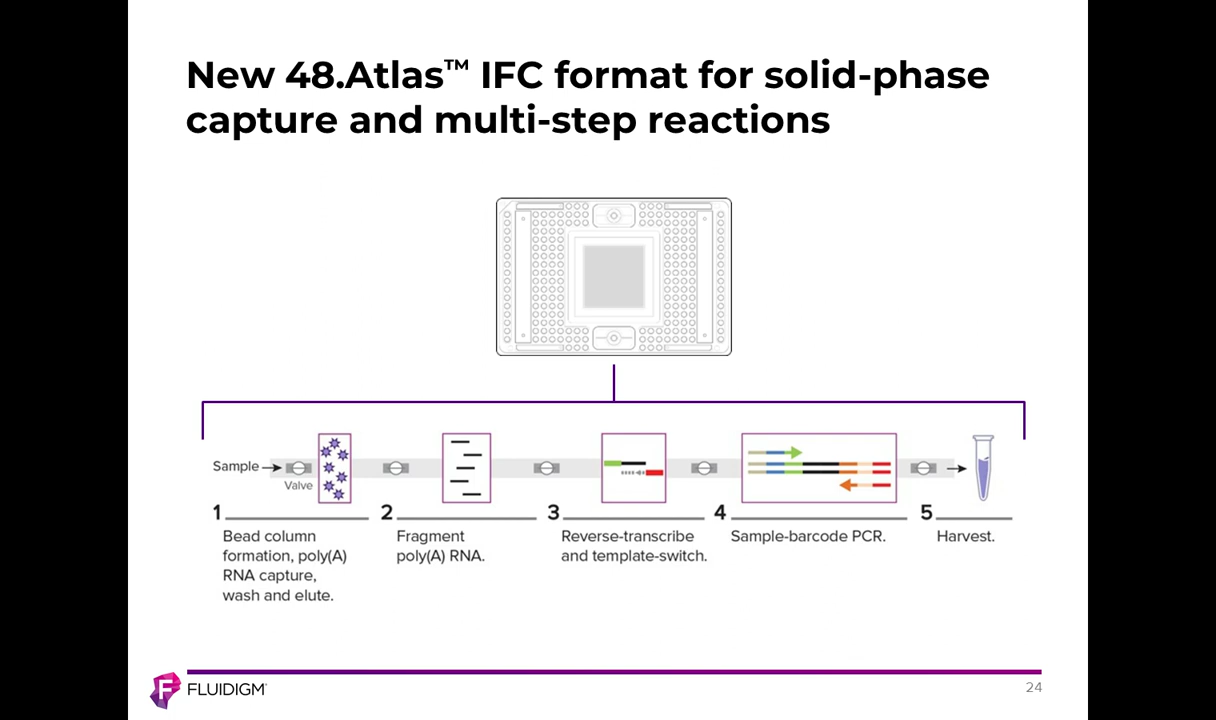 New 48.Atlas™ IFC format for solid-phase
capture and multi-step reactions
Sample
Valve
1
Bead column
formation, poly(A)
RNA capture,
wash and elute.
2
Fragment
poly(A) RNA.
3
Reverse-transcribe
and template-switch.
4
Sample-barcode PCR.
5
Harvest.
F FLUIDIGM
24